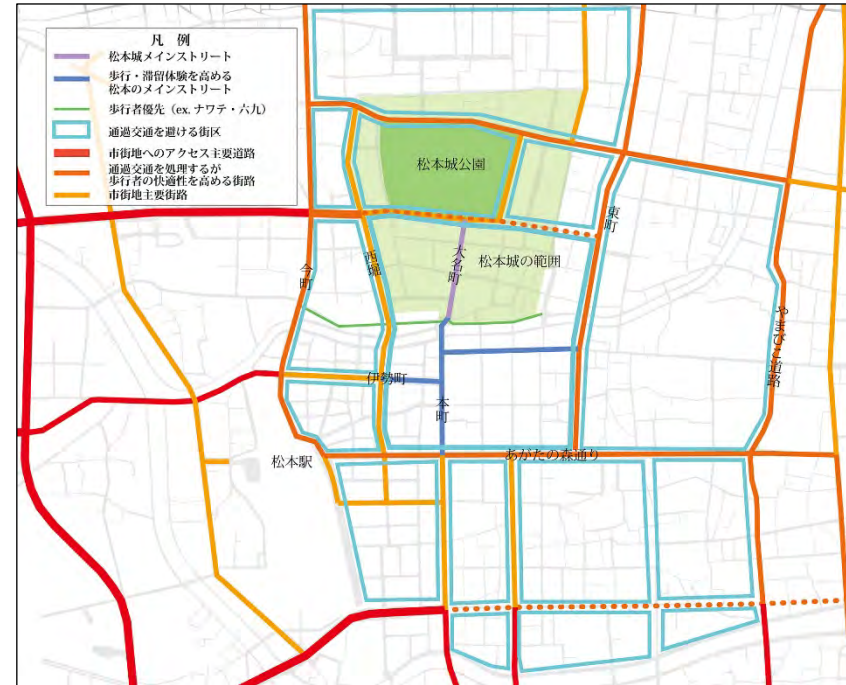 凡 例
松本城メインストリート
歩行・滞留体験を高める
松本のメインストリート
歩行者優先（ex. ナワテ・六九）
通過交通を避ける街区
市街地へのアクセス主要道路
通過交通を処理するが
歩行者の快適性を高める街路
市街地主要街路
松本城公園
東町
大名町
松本城の範囲
西堀
今町
やまびこ道路
伊勢町
本町
あがたの森通り
松本駅